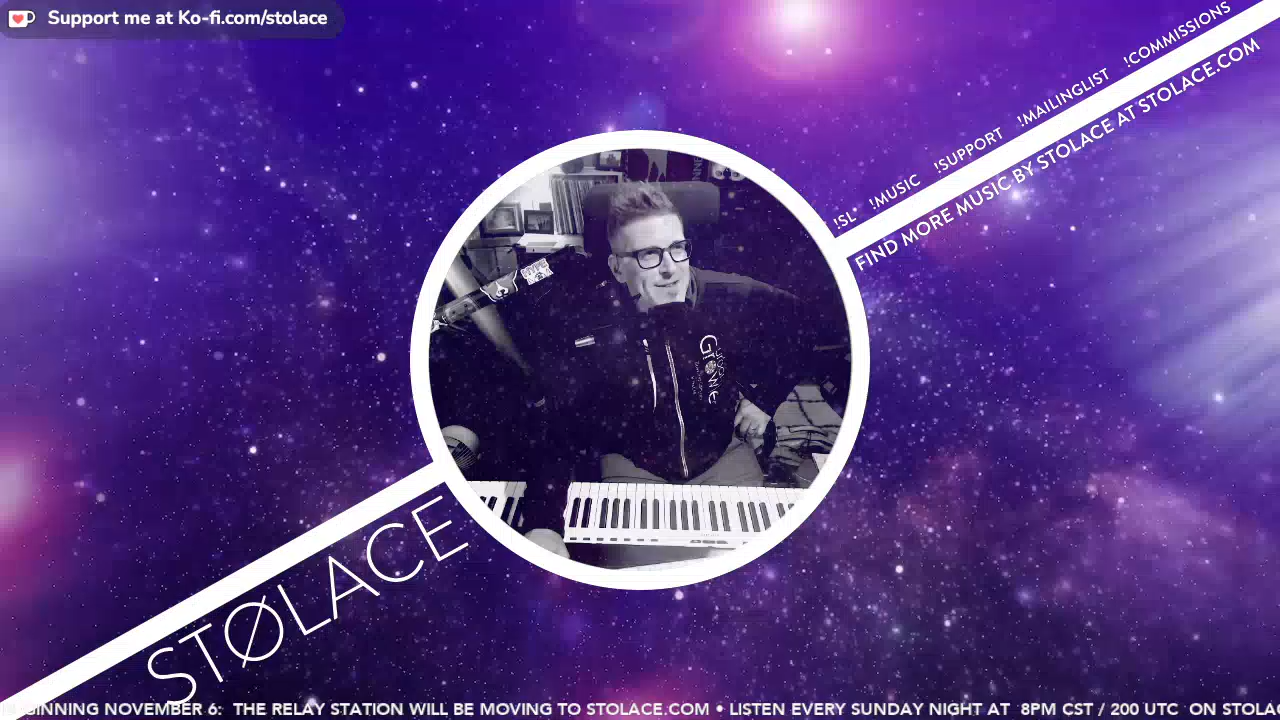 Support me at Ko-fi.com/stolace
!SL !MUSIC !SUPPORT !MAILINGLIST !COMMISSIONS
FIND MORE MUSIC BY STOLACE AT STOLACE.COM
STØLACE
GINNING NOVEMBER 6: THE RELAY STATION WILL BE MOVING TO STOLACE.COM • LISTEN EVERY SUNDAY NIGHT AT 8PM CST / 200 UTC ON STOLAC